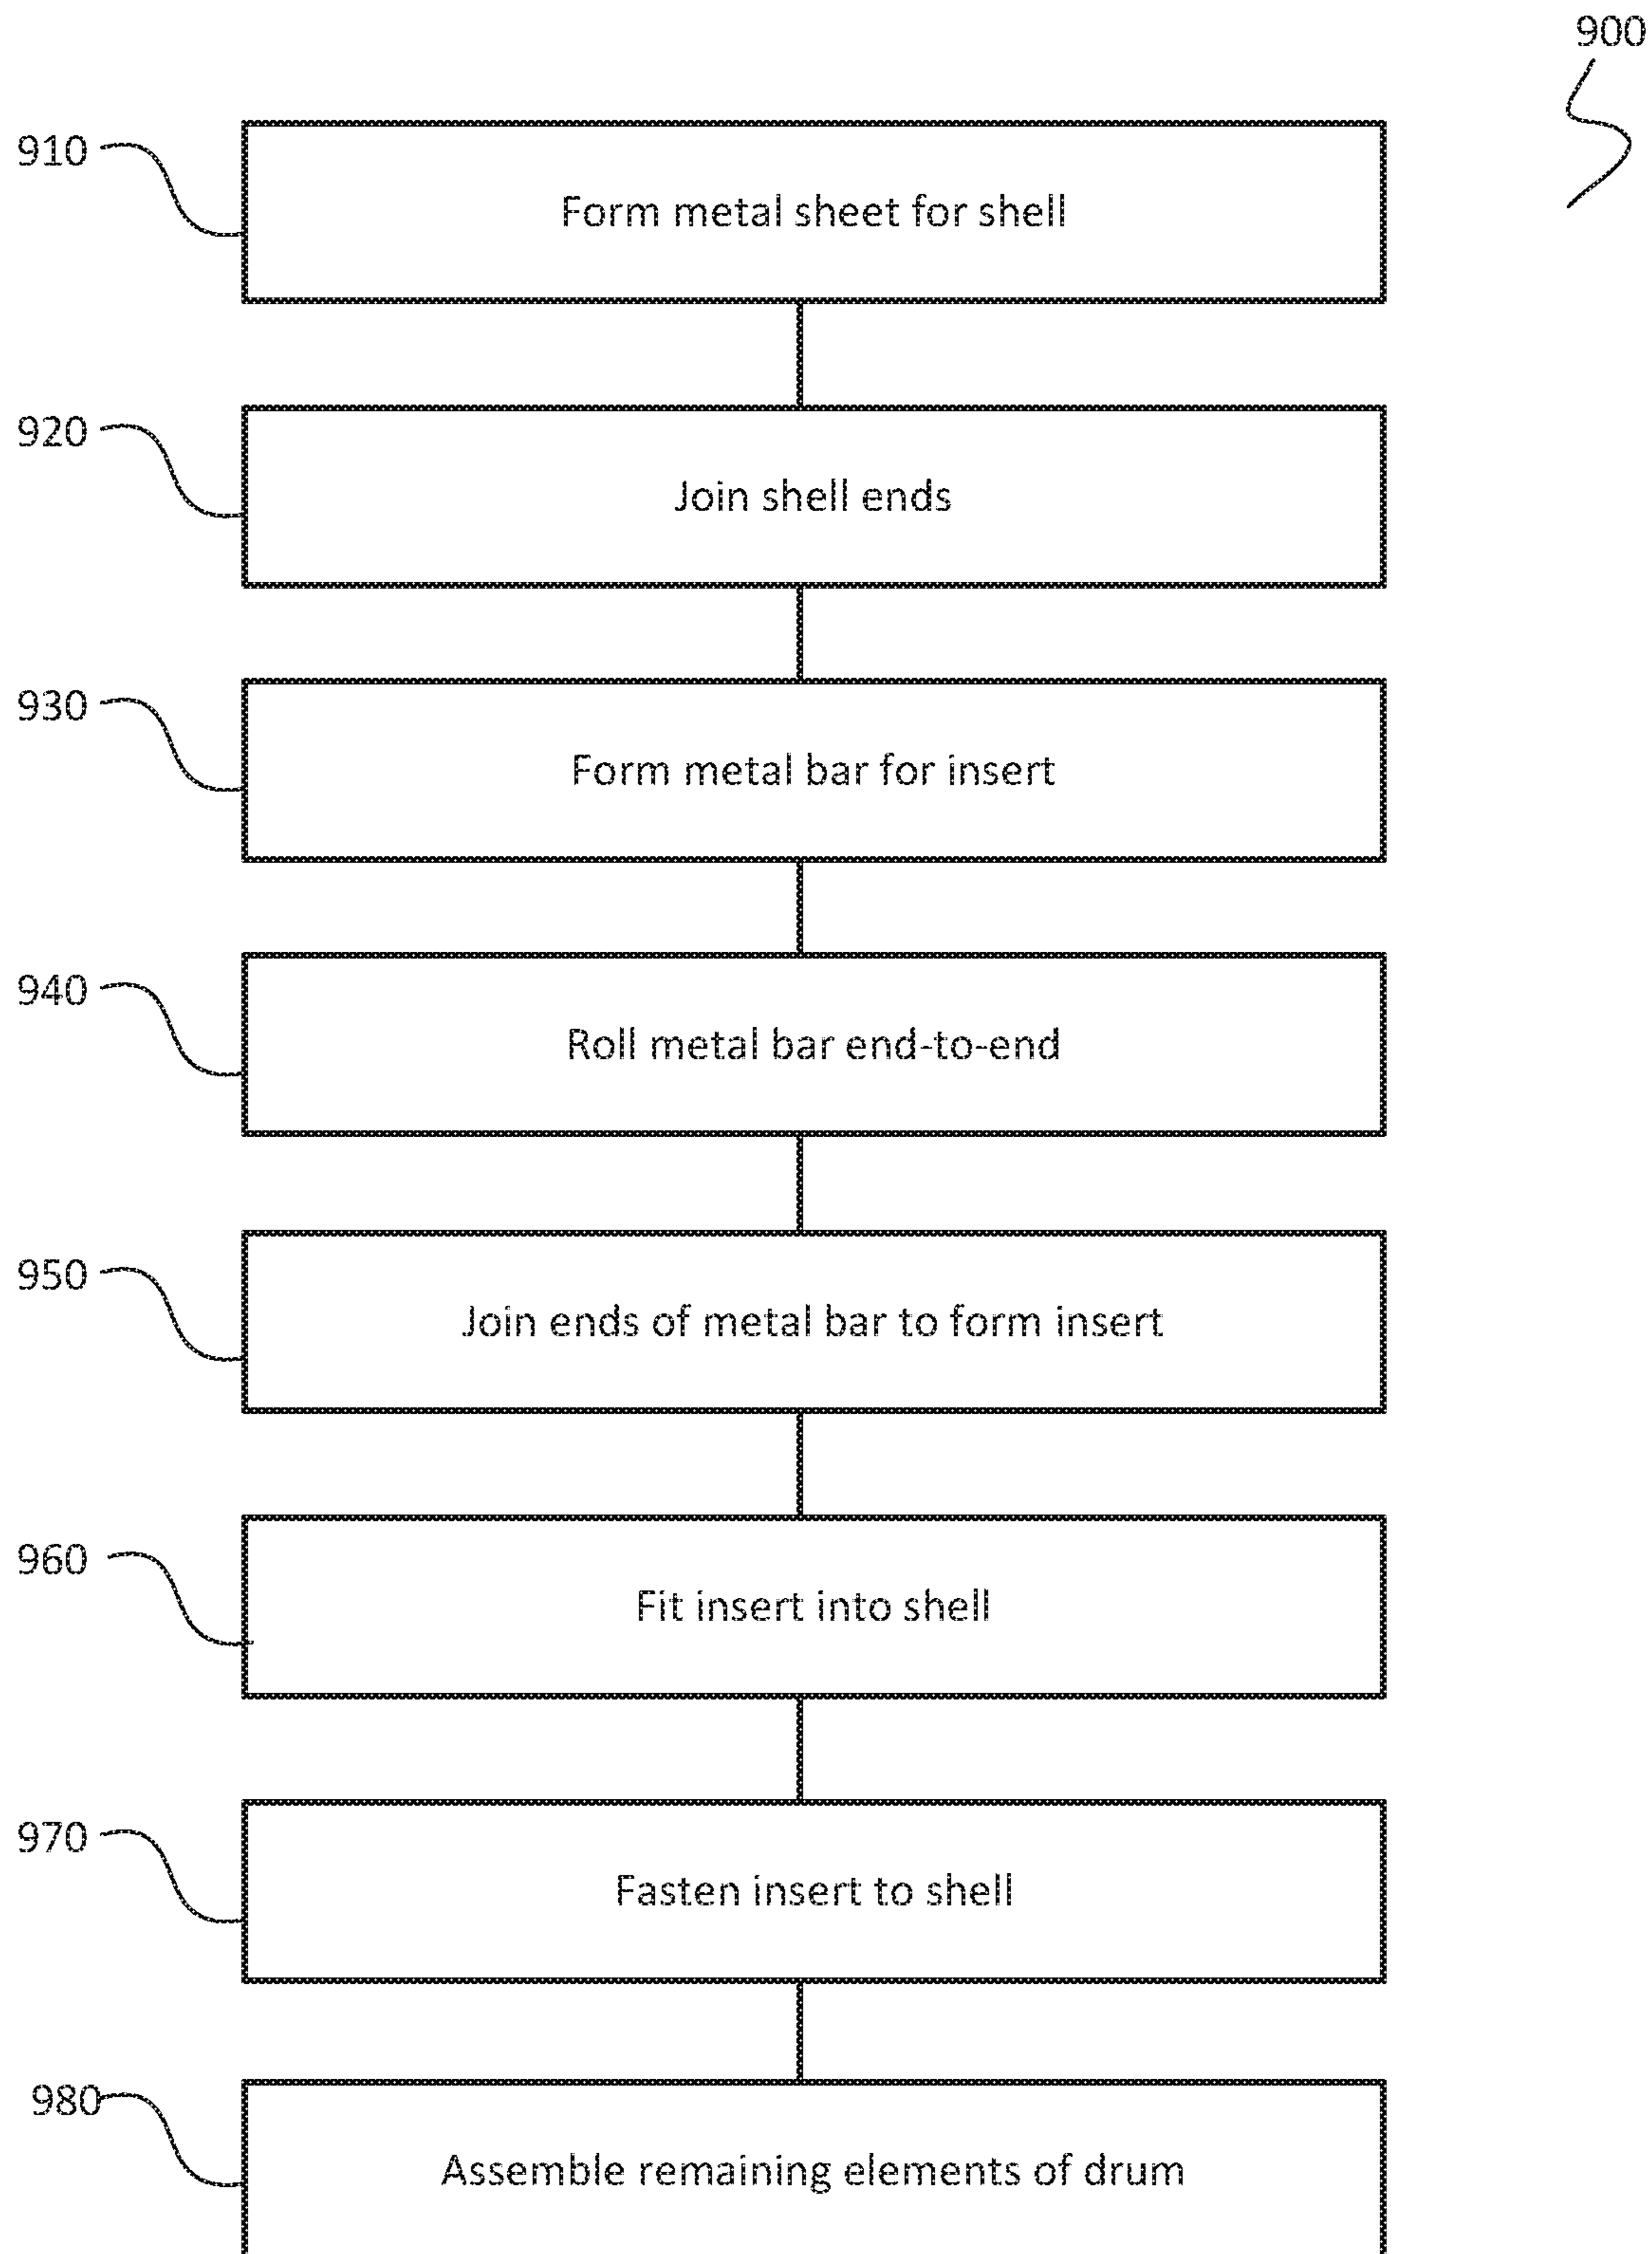 900
910
Form metal sheet for shell
920
Join shell ends
930
Form metal bar for insert
940
Roll metal bar end-to-end
950
Join ends of metal bar to form insert
960
Fit insert into shell
970
Fasten insert to shell
980
Assemble remaining elements of drum